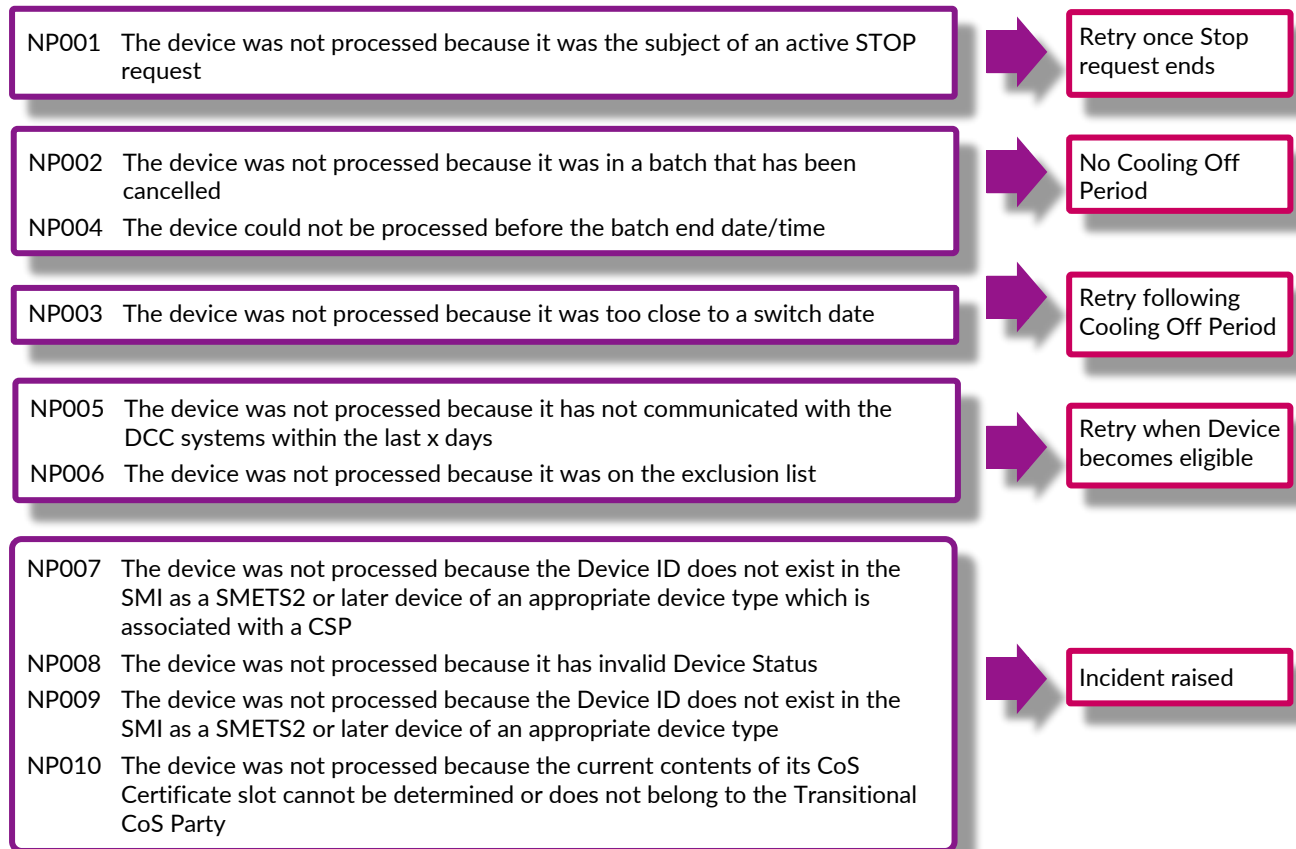 NP001 The device was not processed because it was the subject of an active STOP
request
Retry once Stop
request ends
NP002 The device was not processed because it was in a batch that has been
cancelled
NP004 The device could not be processed before the batch end date/time
No Cooling Off
Period
NP003 The device was not processed because it was too close to a switch date
Retry following
Cooling Off Period
NP005 The device was not processed because it has not communicated with the
DCC systems within the last x days
NP006 The device was not processed because it was on the exclusion list
Retry when Device
becomes eligible
NP007 The device was not processed because the Device ID does not exist in the
SMI as a SMETS2 or later device of an appropriate device type which is
associated with a CSP
NP008 The device was not processed because it has invalid Device Status
NP009 The device was not processed because the Device ID does not exist in the
SMI as a SMETS2 or later device of an appropriate device type
NP010 The device was not processed because the current contents of its CoS
Certificate slot cannot be determined or does not belong to the Transitional
CoS Party
Incident raised